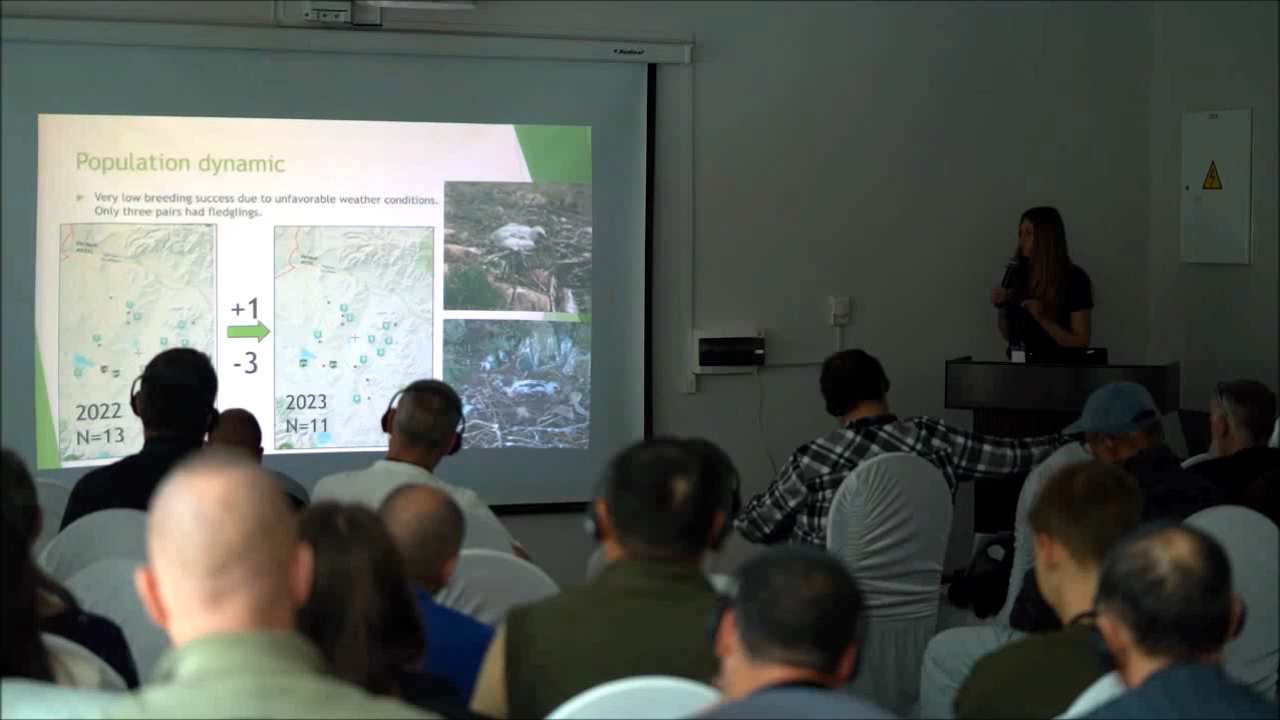 Population dynamic
Very low breeding success due to unfavorable weather conditions.
Only three pairs had fledglings.
+1
-3
2022
N=13
2023
N=11